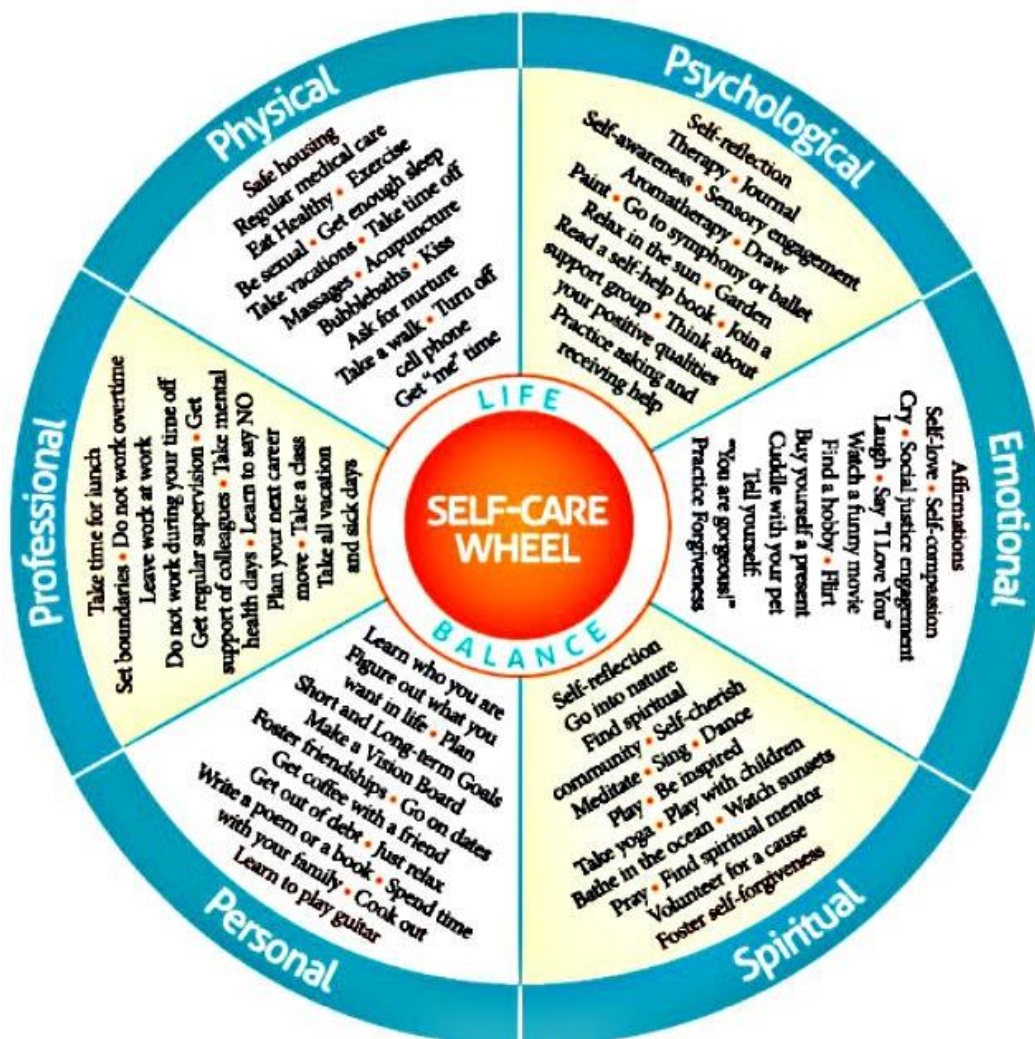 SELF-CARE
WHEEL
LIFE
BALANCE
Physical
Safe housing
Regular medical care
Eat Healthy • Exercise
Be sexual • Get enough sleep
Take vacations • Take time off
Massages • Acupuncture
Bubblebaths • Kiss
Ask for nurture
Take a walk • Turn off
cell phone
Get "me" time
Psychological
Self-reflection
Therapy • Journal
Self-awareness • Sensory engagement
Aromatherapy • Draw
Paint • Go to symphony or ballet
Relax in the sun • Garden
Read a self-help book • Join a
support group • Think about
your positive qualities
Practice asking and
receiving help
Emotional
Affirmations
Self-love • Self-compassion
Cry • Social justice engagement
Laugh • Say "I Love You"
Watch a funny movie
Find a hobby • Flirt
Buy yourself a present
Cuddle with your pet
Tell yourself:
"You are gorgeous!"
Practice Forgiveness
Spiritual
Self-reflection
Go into nature
Find spiritual
community • Self-cherish
Meditate • Sing • Dance
Play • Be inspired
Take yoga • Play with children
Bathe in the ocean • Watch sunsets
Pray • Find spiritual mentor
Volunteer for a cause
Foster self-forgiveness
Personal
Learn who you are
Figure out what you
want in life • Plan
Short and Long-term Goals
Make a Vision Board
Foster friendships • Go on dates
Get coffee with a friend
Get out of debt • Just relax
Write a poem or a book • Spend time
with your family • Cook out
Learn to play guitar
Professional
Take time for lunch
Set boundaries • Do not work overtime
Leave work at work
Do not work during your time off
Get regular supervision • Get
support of colleagues • Take mental
health days • Learn to say NO
Plan your next career
move • Take a class
Take all vacation
and sick days